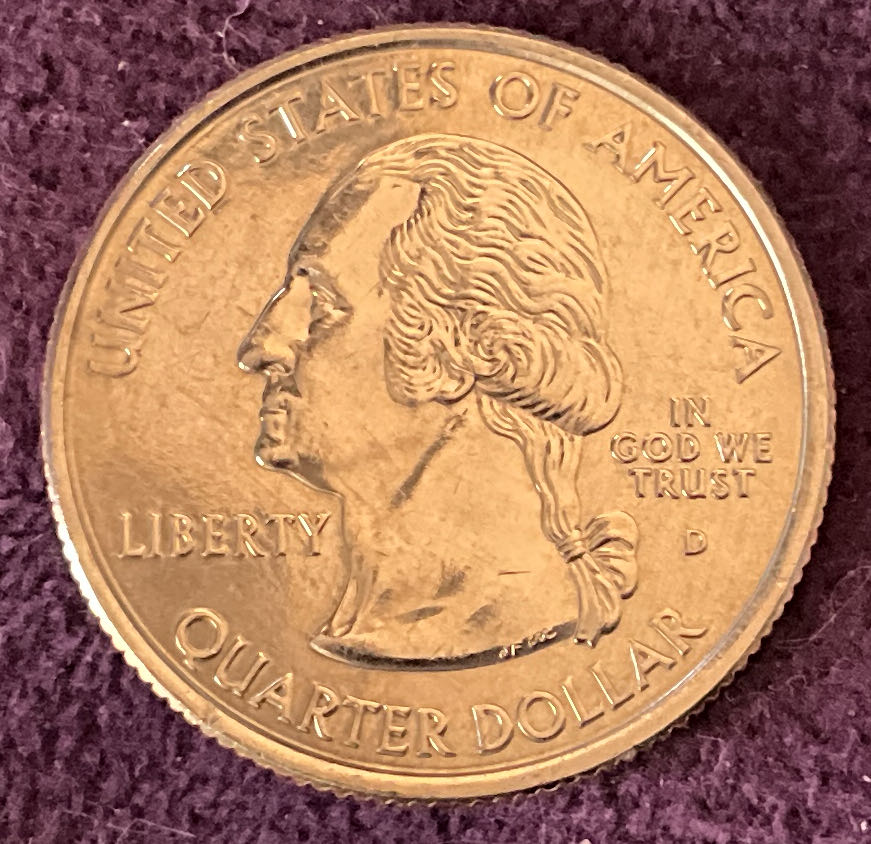 UNITED STATES OF AMERICA
IN
GOD WE
TRUST
LIBERTY
D
QUARTER DOLLAR